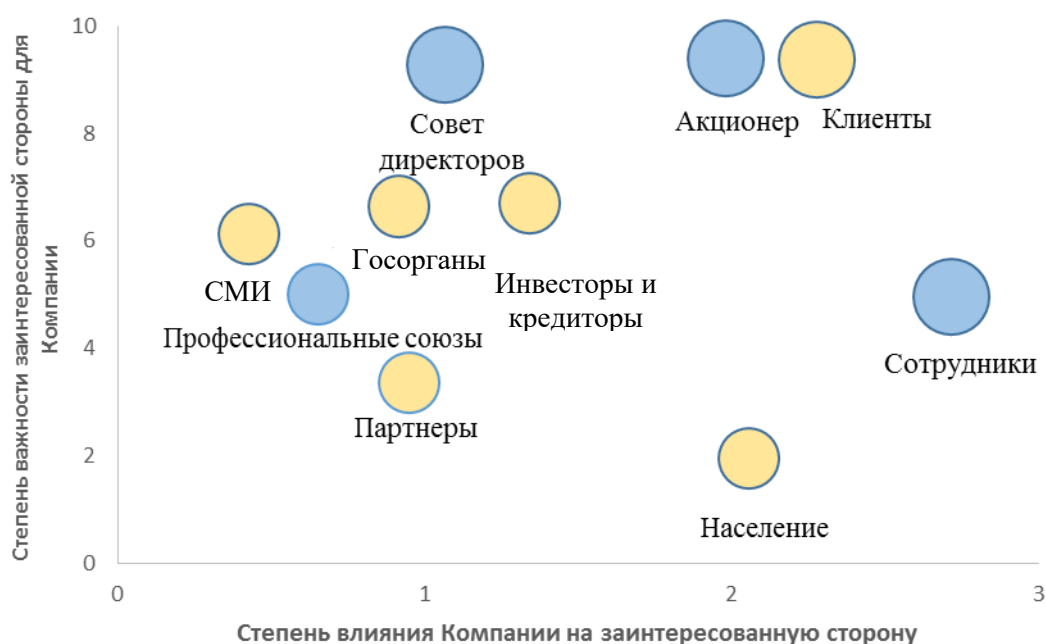 Степень важности заинтересованной стороны для
Компании
10
8
6
4
2
0
Совет
директоров
Акционер
Клиенты
СМИ
Госорганы
Инвесторы и
кредиторы
Профессиональные союзы
Сотрудники
Партнеры
Население
0
1
2
3
Степень влияния Компании на заинтересованную сторону